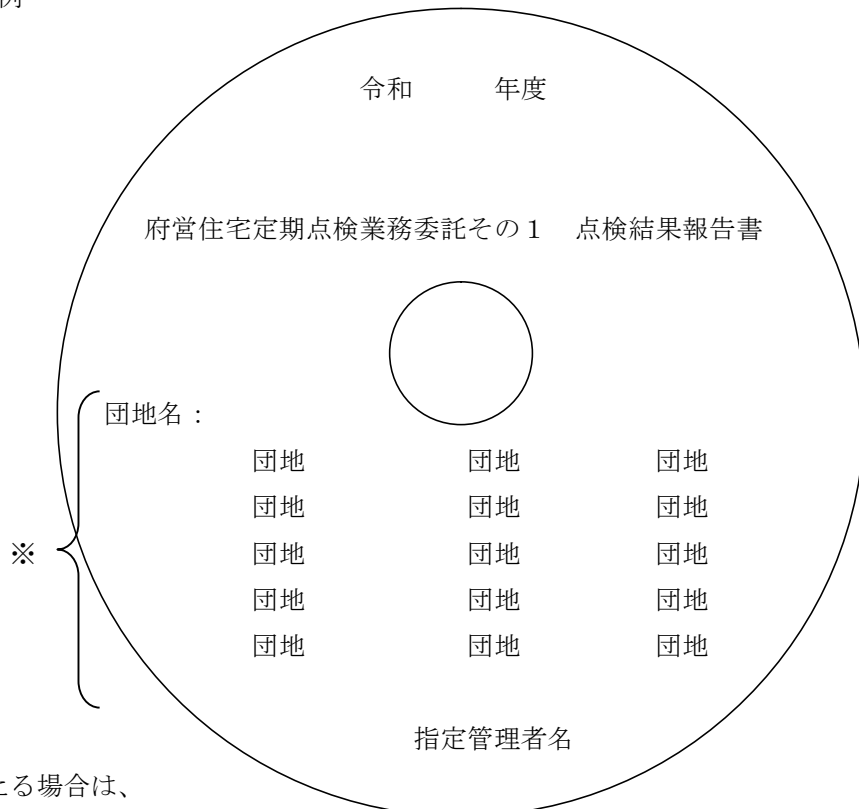 例
令和　　　年度
府営住宅定期点検業務委託その１　点検結果報告書
団地名：
団地　団地　団地
団地　団地　団地
※　団地　団地　団地
団地　団地　団地
団地　団地　団地
指定管理者名
る場合は、